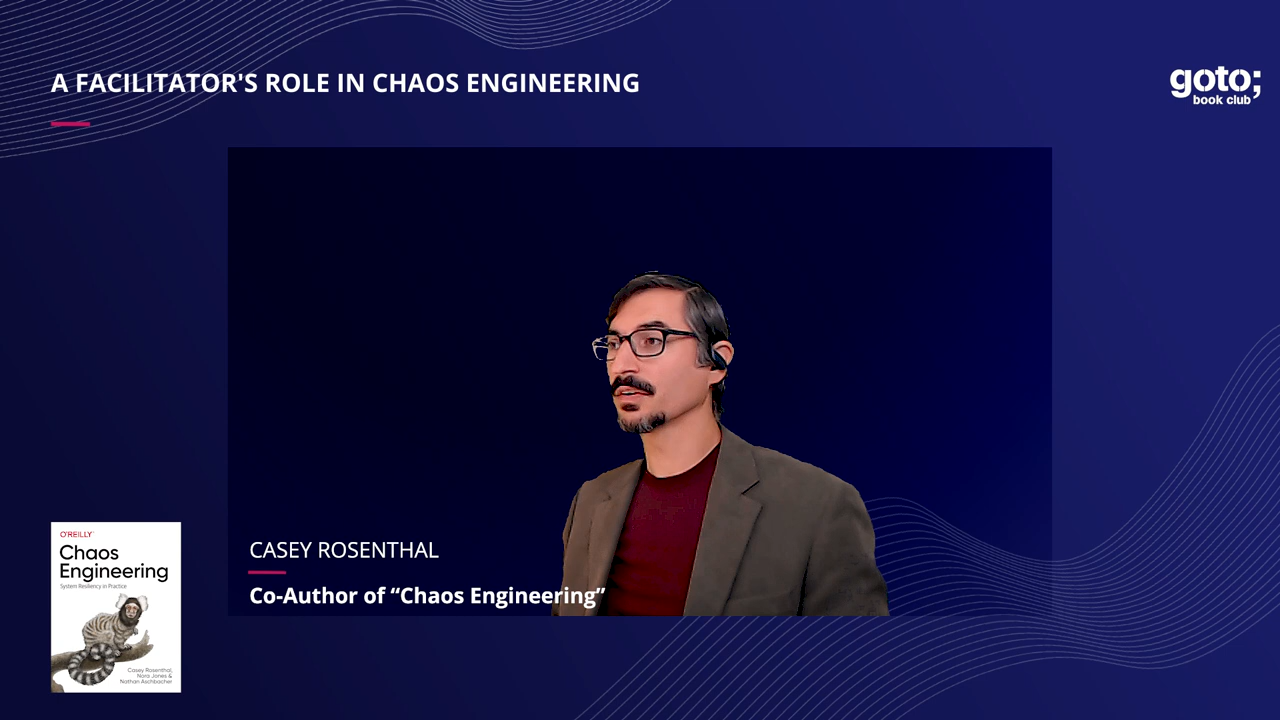 A FACILITATOR'S ROLE IN CHAOS ENGINEERING
goto;
book club
CASEY ROSENTHAL
Co-Author of “Chaos Engineering”
O'REILLY
Chaos
Engineering
System Resiliency in Practice
Casey Rosenthal,
Nora Jones &
Nathan Aschbacher